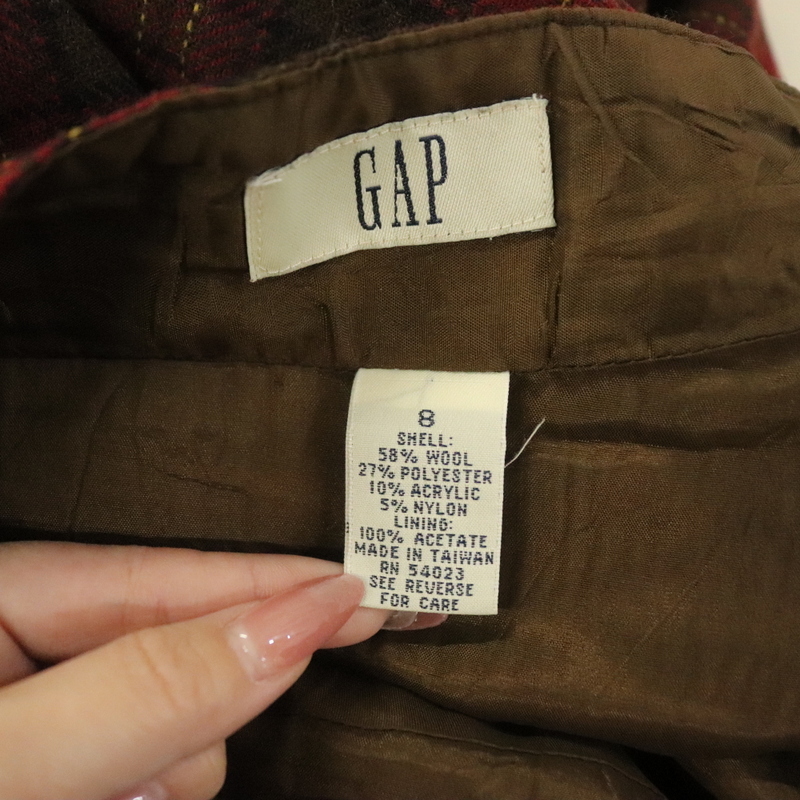 GAP
8
SHELL:
58% WOOL
27% POLYESTER
10% ACRYLIC
5% NYLON
LINING:
100% ACETATE
MADE IN TAIWAN
RN 54023
SEE REVERSE
FOR CARE